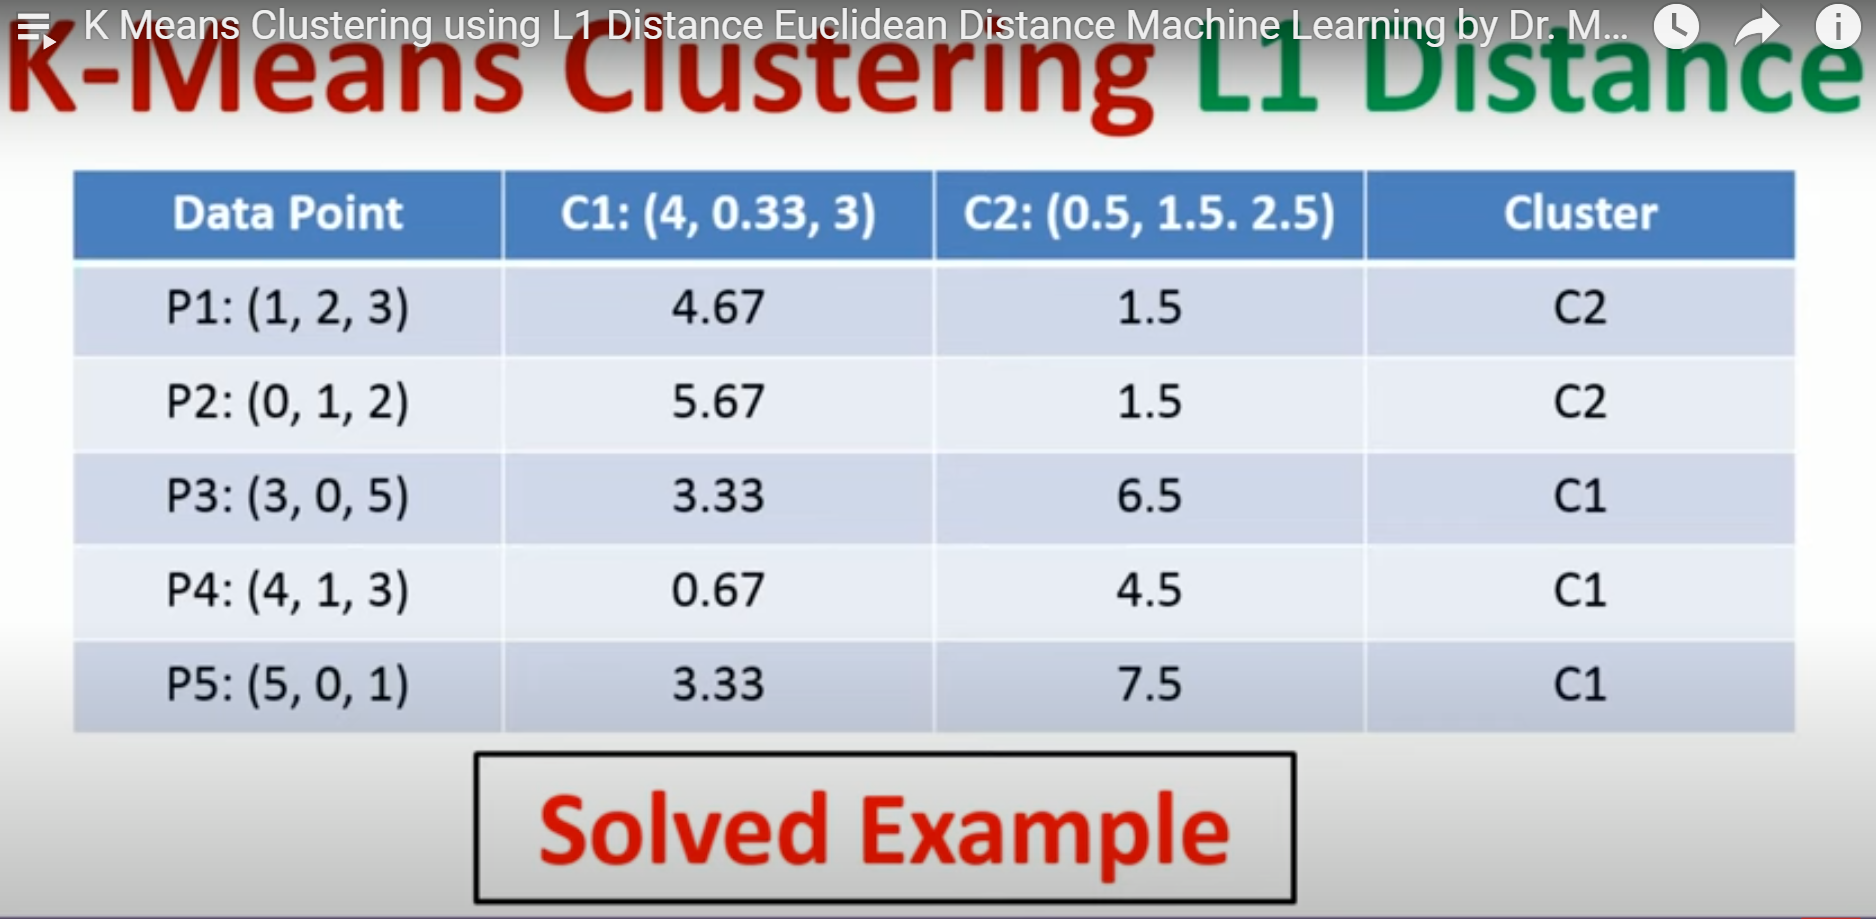 K Means Clustering using L1 Distance Euclidean Distance Machine Learning by Dr. M...
K-Means Clustering L1 Distance
Data Point C1: (4, 0.33, 3) C2: (0.5, 1.5. 2.5) Cluster
P1: (1, 2, 3) 4.67 1.5 C2
P2: (0, 1, 2) 5.67 1.5 C2
P3: (3, 0, 5) 3.33 6.5 C1
P4: (4, 1, 3) 0.67 4.5 C1
P5: (5, 0, 1) 3.33 7.5 C1
Solved Example